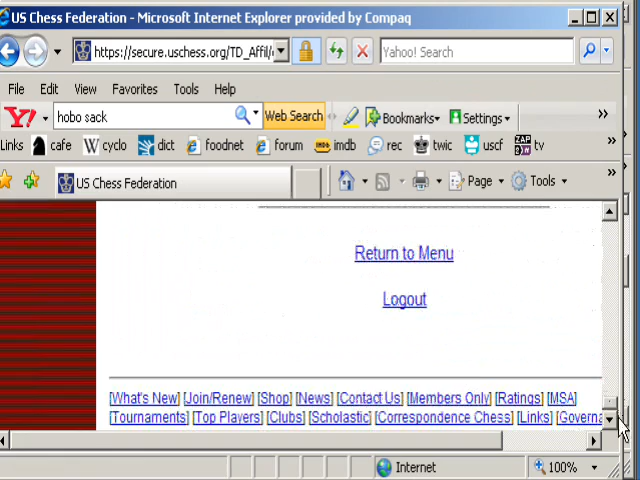 US Chess Federation - Microsoft Internet Explorer provided by Compaq
https://secure.uschess.org/TD_Affil/
Yahoo! Search
File Edit View Favorites Tools Help
Y! hobo sack Web Search Bookmarks Settings
Links cafe cyclo dict foodnet forum imdb rec twic uscf tv
US Chess Federation Page Tools
Return to Menu
Logout
[What's New] [Join/Renew] [Shop] [News] [Contact Us] [Members Only] [Ratings] [MSA]
[Tournaments] [Top Players] [Clubs] [Scholastic] [Correspondence Chess] [Links] [Governa
Internet 100%